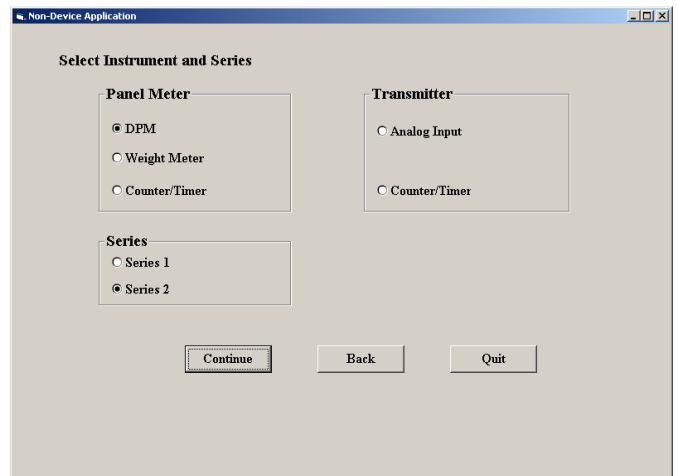 Non-Device Application
Select Instrument and Series
Panel Meter
DPM
Weight Meter
Counter/Timer
Transmitter
Analog Input
Counter/Timer
Series
Series 1
Series 2
Continue
Back
Quit